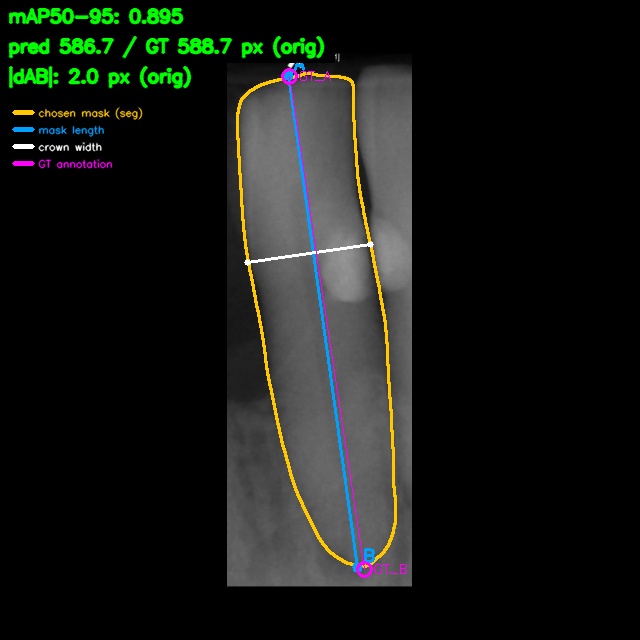 mAP50-95: 0.895
pred 586.7 / GT 588.7 px (orig)
|dAB|: 2.0 px (orig)
chosen mask (seg)
mask length
crown width
GT annotation
GT_A
B
GT_B